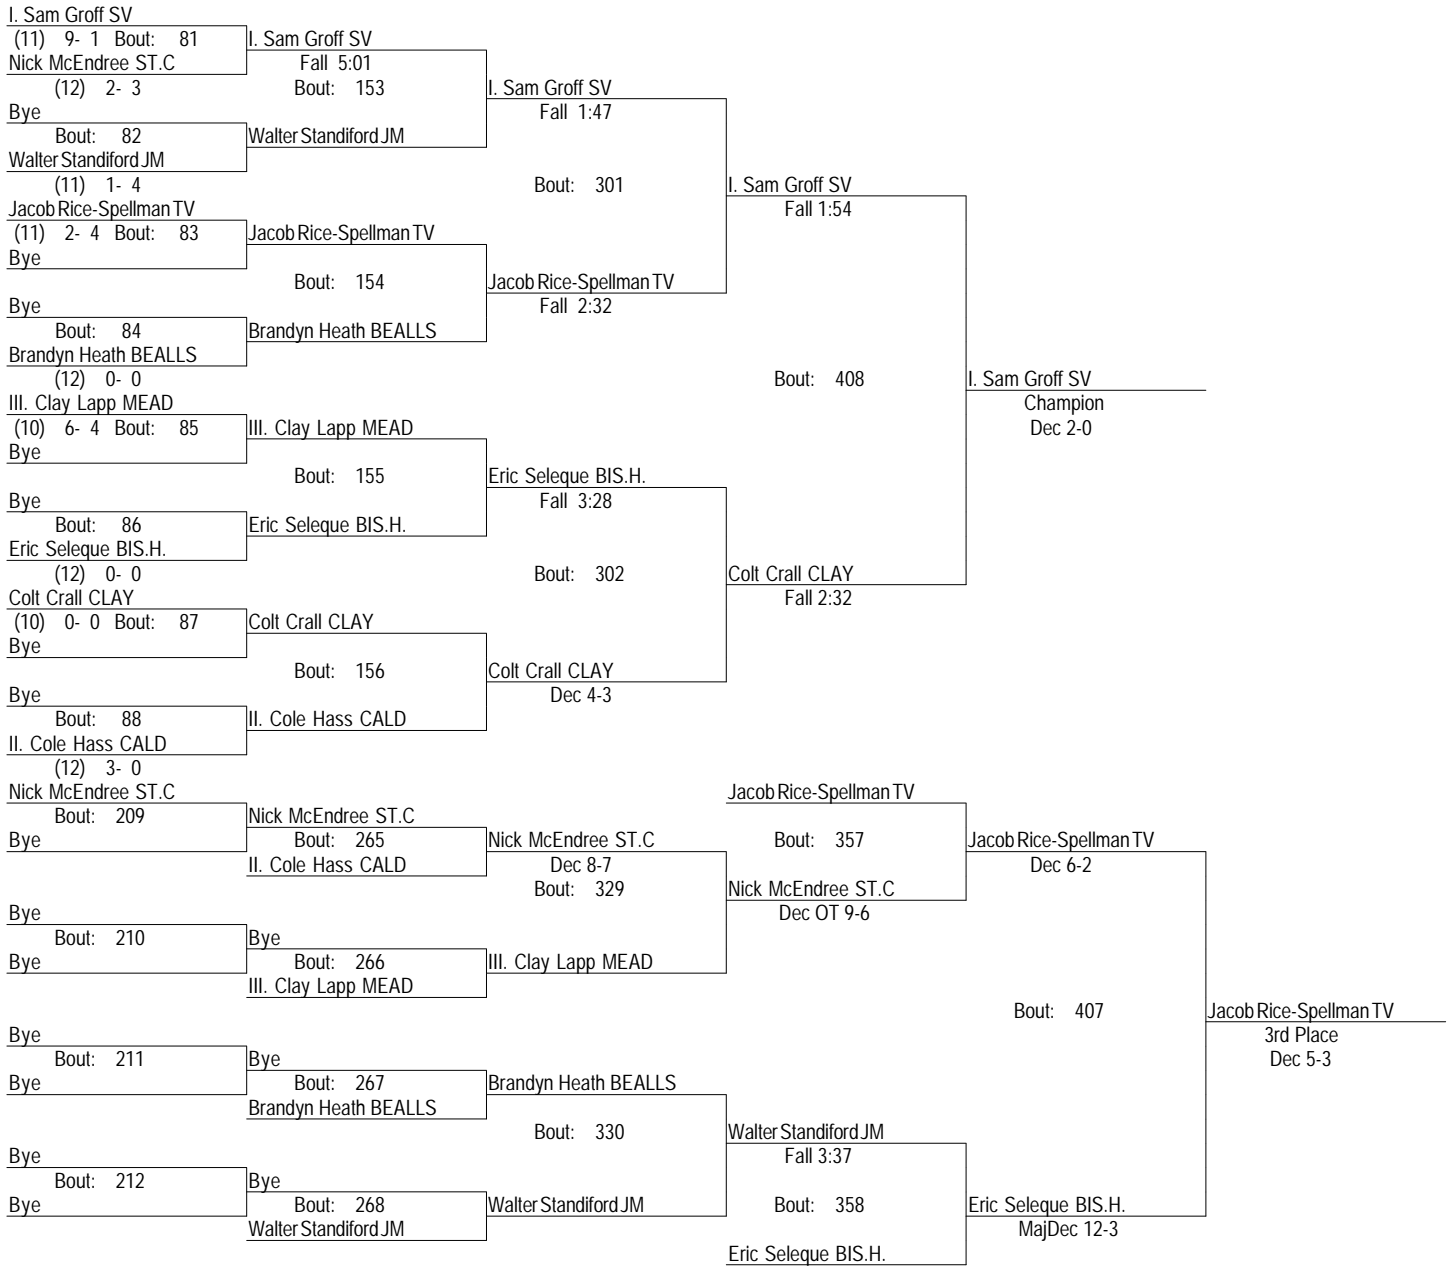 I. Sam Groff SV
(11) 9- 1 Bout: 81
Nick McEndree ST.C
(12) 2- 3
Bye
Bout: 82
Walter Standiford JM
(11) 1- 4
Jacob Rice-Spellman TV
(11) 2- 4 Bout: 83
Bye
Bye
Bout: 84
Brandyn Heath BEALLS
(12) 0- 0
III. Clay Lapp MEAD
(10) 6- 4 Bout: 85
Bye
Bye
Bout: 86
Eric Seleque BIS.H.
(12) 0- 0
Colt Crall CLAY
(10) 0- 0 Bout: 87
Bye
Bye
Bout: 88
II. Cole Hass CALD
(12) 3- 0
I. Sam Groff SV
Fall 5:01
Bout: 153
Walter Standiford JM
Jacob Rice-Spellman TV
Bout: 154
Brandyn Heath BEALLS
III. Clay Lapp MEAD
Bout: 155
Eric Seleque BIS.H.
Colt Crall CLAY
Bout: 156
II. Cole Hass CALD
I. Sam Groff SV
Fall 1:47
Bout: 301
Jacob Rice-Spellman TV
Fall 2:32
Eric Seleque BIS.H.
Fall 3:28
Bout: 302
Colt Crall CLAY
Dec 4-3
I. Sam Groff SV
Fall 1:54
Bout: 408
Colt Crall CLAY
Fall 2:32
I. Sam Groff SV
Champion
Dec 2-0
Nick McEndree ST.C
Bout: 209
Bye
Bye
Bout: 210
Bye
Bye
Bout: 211
Bye
Bye
Bout: 212
Bye
Nick McEndree ST.C
Bout: 265
II. Cole Hass CALD
Bye
Bout: 266
III. Clay Lapp MEAD
Bye
Bout: 267
Brandyn Heath BEALLS
Bye
Bout: 268
Walter Standiford JM
Nick McEndree ST.C
Dec 8-7
Bout: 329
III. Clay Lapp MEAD
Brandyn Heath BEALLS
Bout: 330
Walter Standiford JM
Jacob Rice-Spellman TV
Bout: 357
Nick McEndree ST.C
Dec OT 9-6
Walter Standiford JM
Fall 3:37
Bout: 358
Eric Seleque BIS.H.
Jacob Rice-Spellman TV
Dec 6-2
Bout: 407
Eric Seleque BIS.H.
MajDec 12-3
Jacob Rice-Spellman TV
3rd Place
Dec 5-3